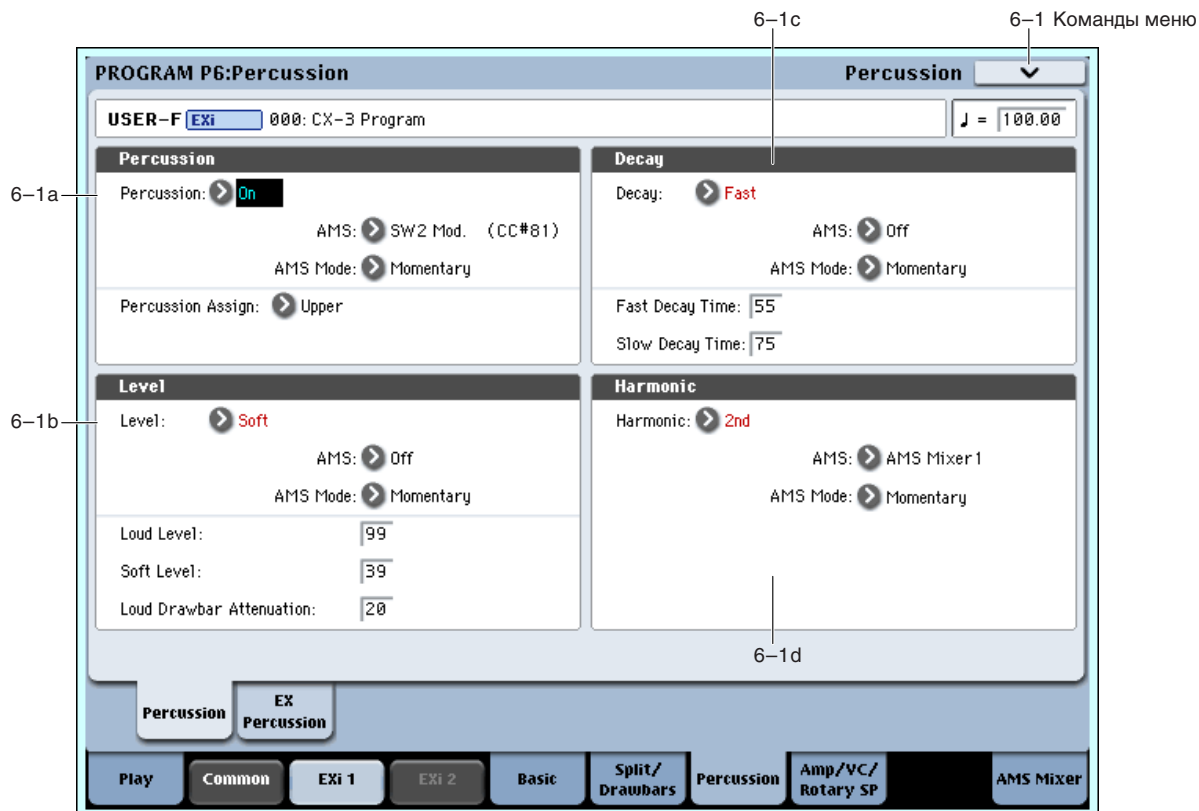 6–1c
6–1 Команды меню
PROGRAM P6:Percussion
Percussion
USER–F EXi 000: CX–3 Program
♩ = 100.00
Percussion
6–1a
Percussion: On
AMS: SW2 Mod. (CC#81)
AMS Mode: Momentary
Percussion Assign: Upper
Decay
Decay: Fast
AMS: Off
AMS Mode: Momentary
Fast Decay Time: 55
Slow Decay Time: 75
Level
6–1b
Level: Soft
AMS: Off
AMS Mode: Momentary
Loud Level: 99
Soft Level: 39
Loud Drawbar Attenuation: 20
Harmonic
Harmonic: 2nd
AMS: AMS Mixer1
AMS Mode: Momentary
6–1d
Percussion
EX
Percussion
Play
Common
EXi 1
EXi 2
Basic
Split/
Drawbars
Percussion
Amp/VC/
Rotary SP
AMS Mixer